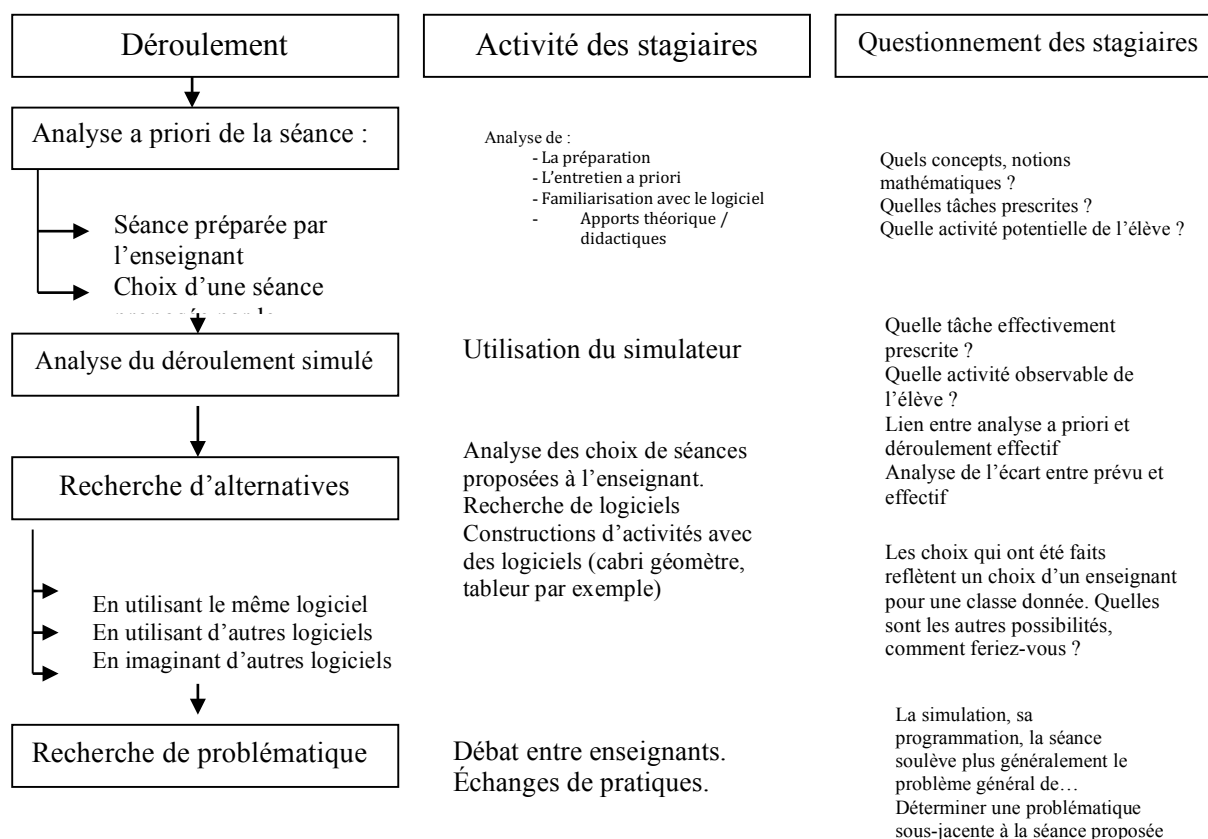 Déroulement
Activité des stagiaires
Questionnement des stagiaires
Analyse a priori de la séance :
Séance préparée par
l’enseignant
Choix d’une séance
Analyse de :
- La préparation
- L’entretien a priori
- Familiarisation avec le logiciel
- Apports théorique /
didactiques
Quels concepts, notions
mathématiques ?
Quelles tâches prescrites ?
Quelle activité potentielle de l’élève ?
Analyse du déroulement simulé
Utilisation du simulateur
Quelle tâche effectivement
prescrite ?
Quelle activité observable de
l’élève ?
Lien entre analyse a priori et
déroulement effectif
Analyse de l’écart entre prévu et
effectif
Recherche d’alternatives
En utilisant le même logiciel
En utilisant d’autres logiciels
En imaginant d’autres logiciels
Analyse des choix de séances
proposées à l’enseignant.
Recherche de logiciels
Constructions d’activités avec
des logiciels (cabri géomètre,
tableur par exemple)
Les choix qui ont été faits
reflètent un choix d’un enseignant
pour une classe donnée. Quelles
sont les autres possibilités,
comment feriez-vous ?
Recherche de problématique
Débat entre enseignants.
Échanges de pratiques.
La simulation, sa
programmation, la séance
soulève plus généralement le
problème général de…
Déterminer une problématique
sous-jacente à la séance proposée